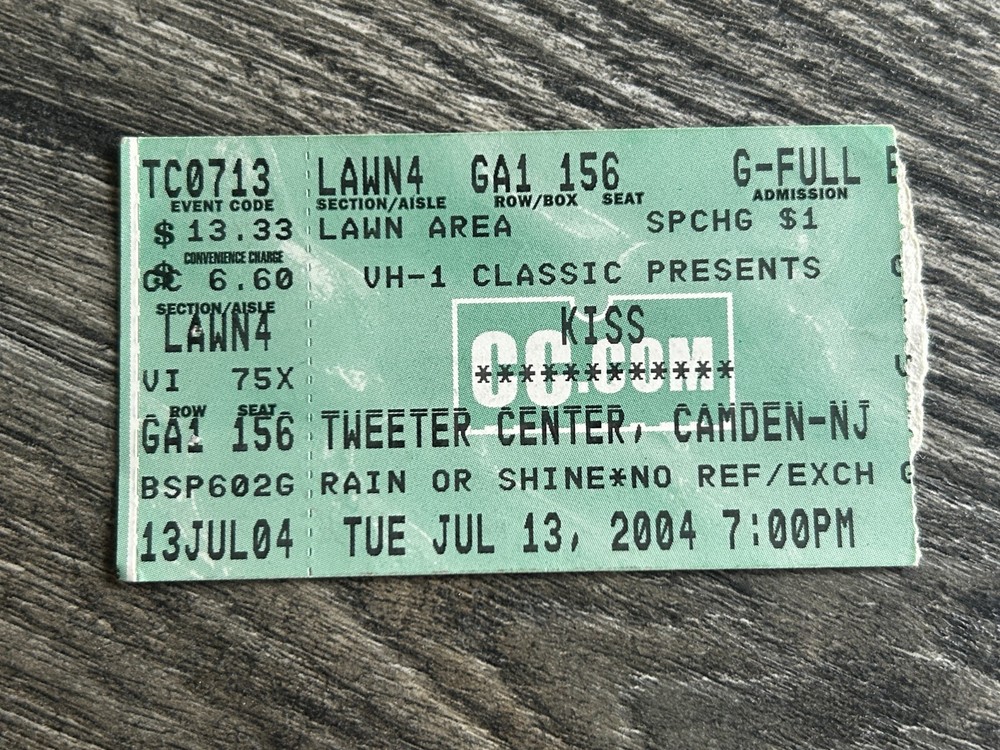 TC0713 LAWN4 GA1 156 G-FULL
EVENT CODE SECTION/AISLE ROW/BOX SEAT ADMISSION
$ 13.33 LAWN AREA SPCHG $1
CONVENIENCE CHARGE
$ 6.60 VH-1 CLASSIC PRESENTS
SECTION/AISLE
LAWN4 KISS
CC.COM
VI 75X ************
ROW SEAT
GA1 156 TWEETER CENTER, CAMDEN-NJ
BSP602G RAIN OR SHINE*NO REF/EXCH
13JUL04 TUE JUL 13, 2004 7:00PM